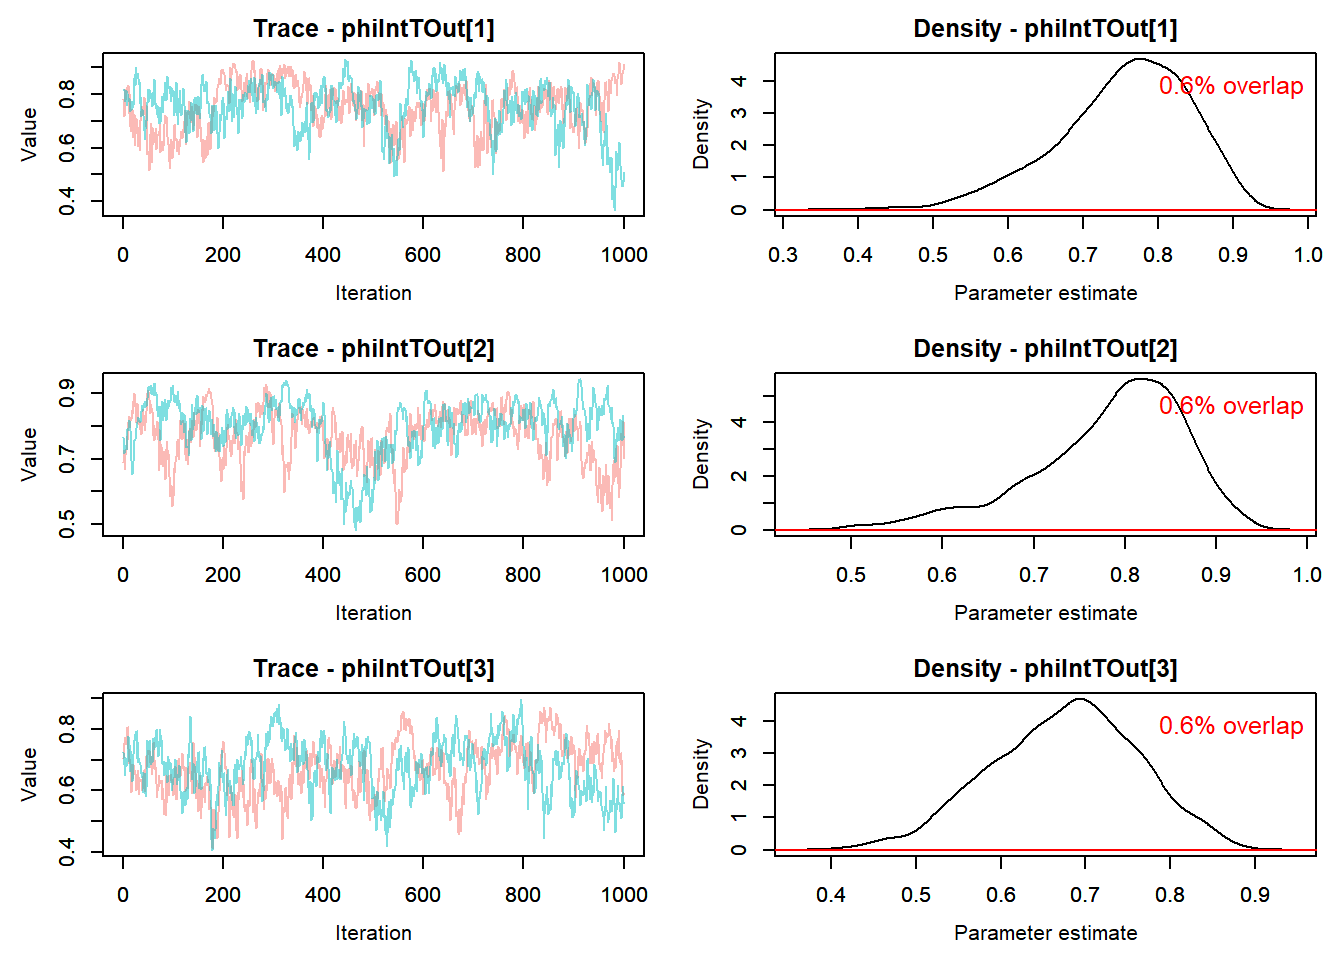 Trace - phiIntTOut[1]
Value
0.4 0.6 0.8
0 200 400 600 800 1000
Iteration
Density - phiIntTOut[1]
0.6% overlap
Density
0 1 2 3 4
0.3 0.4 0.5 0.6 0.7 0.8 0.9 1.0
Parameter estimate
Trace - phiIntTOut[2]
Value
0.5 0.7 0.9
0 200 400 600 800 1000
Iteration
Density - phiIntTOut[2]
0.6% overlap
Density
0 2 4
0.5 0.6 0.7 0.8 0.9 1.0
Parameter estimate
Trace - phiIntTOut[3]
Value
0.4 0.6 0.8
0 200 400 600 800 1000
Iteration
Density - phiIntTOut[3]
0.6% overlap
Density
0 1 2 3 4
0.4 0.5 0.6 0.7 0.8 0.9
Parameter estimate